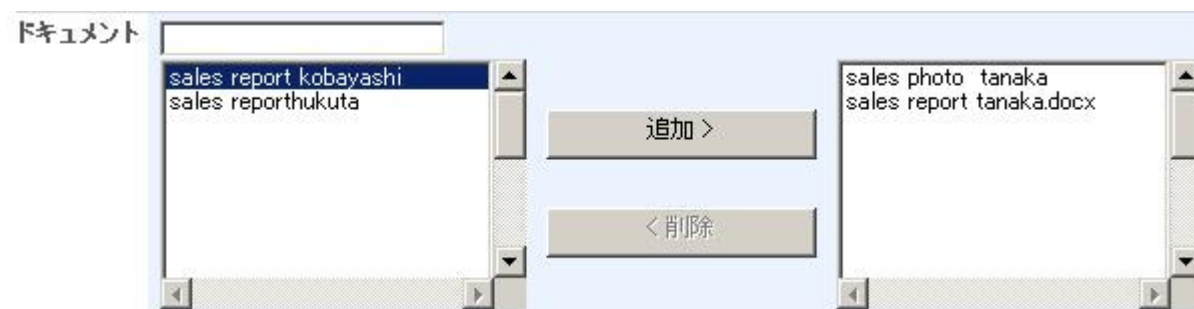 ドキュメント
sales report kobayashi
sales reporthukuta
追加 >
< 削除
sales photo  tanaka
sales report tanaka.docx